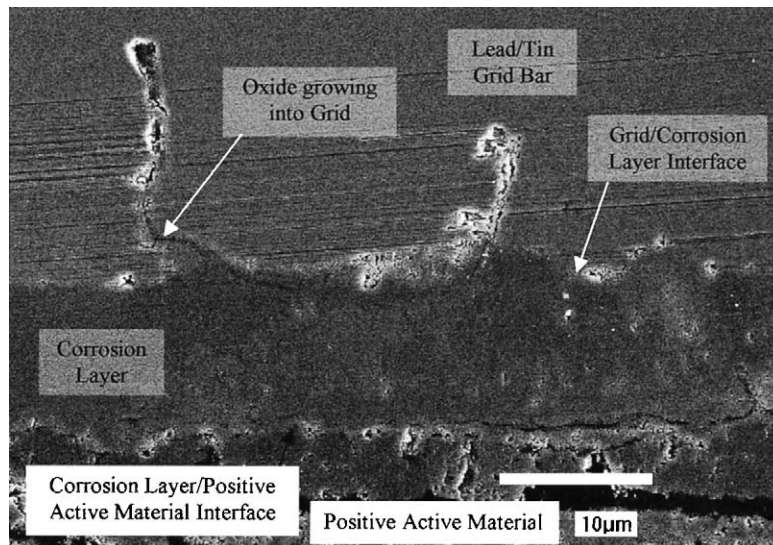 Oxide growing
into Grid
Lead/Tin
Grid Bar
Grid/Corrosion
Layer Interface
Corrosion
Layer
Corrosion Layer/Positive
Active Material Interface
Positive Active Material
10μm